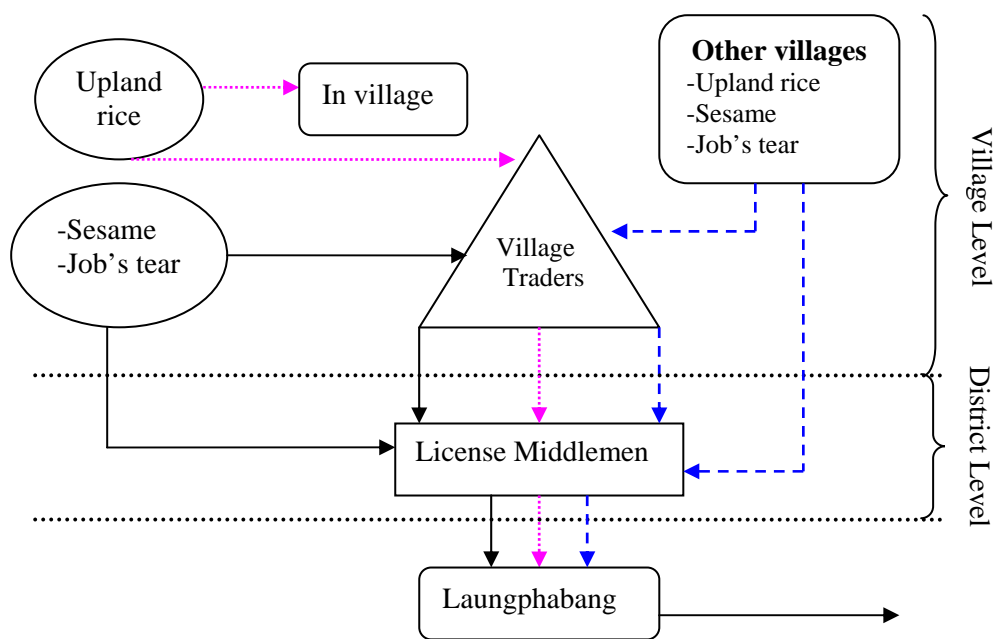 Upland
rice
In village
Other villages
-Upland rice
-Sesame
-Job's tear
-Sesame
-Job's tear
Village
Traders
Village Level
License Middlemen
District Level
Laungphabang